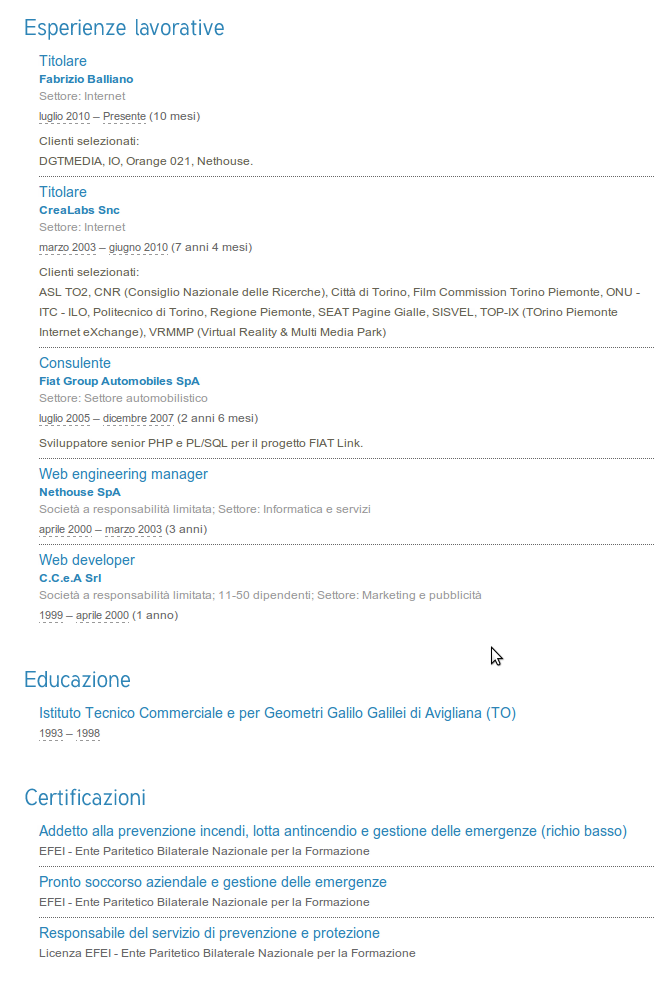 Esperienze lavorative
Titolare
Fabrizio Balliano
Settore: Internet
luglio 2010 – Presente (10 mesi)
Clienti selezionati:
DGTMEDIA, IO, Orange 021, Nethouse.
Titolare
CreaLabs Snc
Settore: Internet
marzo 2003 – giugno 2010 (7 anni 4 mesi)
Clienti selezionati:
ASL TO2, CNR (Consiglio Nazionale delle Ricerche), Città di Torino, Film Commission Torino Piemonte, ONU -
ITC - ILO, Politecnico di Torino, Regione Piemonte, SEAT Pagine Gialle, SISVEL, TOP-IX (TOrino Piemonte
Internet eXchange), VRMMP (Virtual Reality & Multi Media Park)
Consulente
Fiat Group Automobiles SpA
Settore: Settore automobilistico
luglio 2005 – dicembre 2007 (2 anni 6 mesi)
Sviluppatore senior PHP e PL/SQL per il progetto FIAT Link.
Web engineering manager
Nethouse SpA
Società a responsabilità limitata; Settore: Informatica e servizi
aprile 2000 – marzo 2003 (3 anni)
Web developer
C.C.e.A Srl
Società a responsabilità limitata; 11-50 dipendenti; Settore: Marketing e pubblicità
1999 – aprile 2000 (1 anno)
Educazione
Istituto Tecnico Commerciale e per Geometri Galilo Galilei di Avigliana (TO)
1993 – 1998
Certificazioni
Addetto alla prevenzione incendi, lotta antincendio e gestione delle emergenze (richio basso)
EFEI - Ente Paritetico Bilaterale Nazionale per la Formazione
Pronto soccorso aziendale e gestione delle emergenze
EFEI - Ente Paritetico Bilaterale Nazionale per la Formazione
Responsabile del servizio di prevenzione e protezione
Licenza EFEI - Ente Paritetico Bilaterale Nazionale per la Formazione